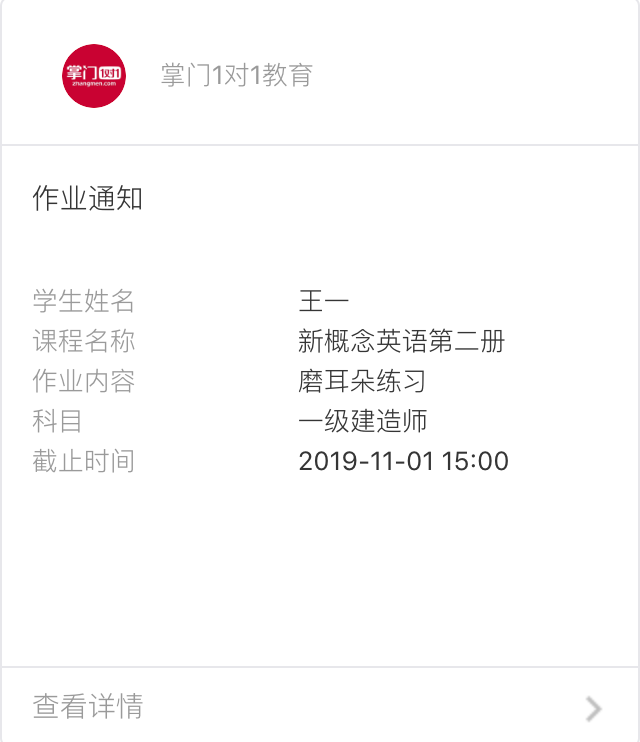 掌门1对1
zhangmen.com
掌门1对1教育
作业通知
学生姓名 王一
课程名称 新概念英语第二册
作业内容 磨耳朵练习
科目 一级建造师
截止时间 2019-11-01 15:00
查看详情